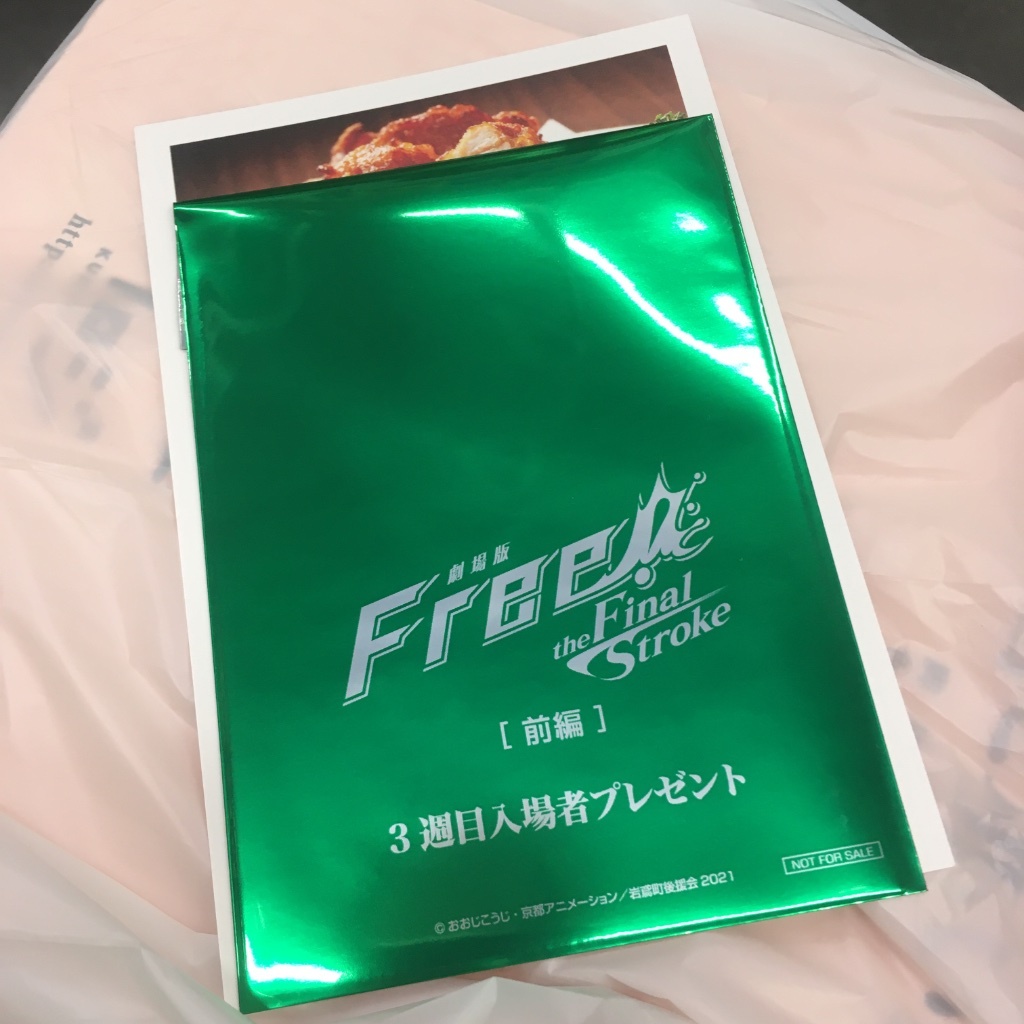 劇場版
Free!
the Final
Stroke
[ 前編 ]
3週目入場者プレゼント
NOT FOR SALE
© おおじこうじ・京都アニメーション/岩鳶町後援会 2021
http